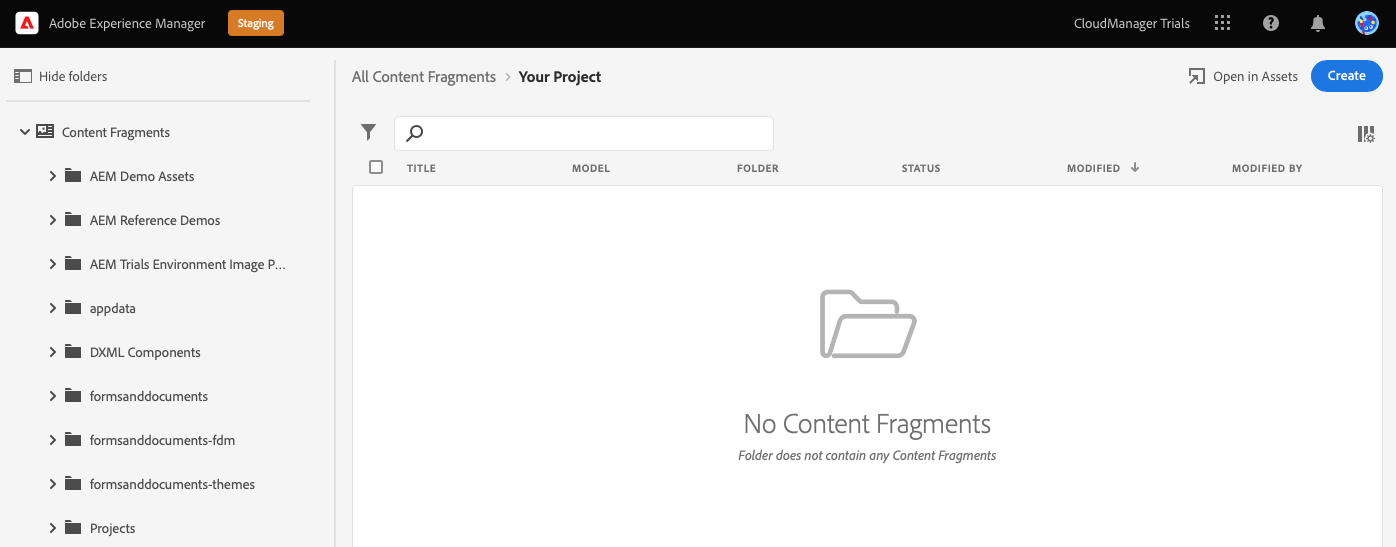 Adobe Experience Manager
Staging
CloudManager Trials
Hide folders
All Content Fragments > Your Project
Open in Assets
Create
Content Fragments
AEM Demo Assets
AEM Reference Demos
AEM Trials Environment Image P...
appdata
DXML Components
formsanddocuments
formsanddocuments-fdm
formsanddocuments-themes
Projects
TITLE MODEL FOLDER STATUS MODIFIED MODIFIED BY
No Content Fragments
Folder does not contain any Content Fragments